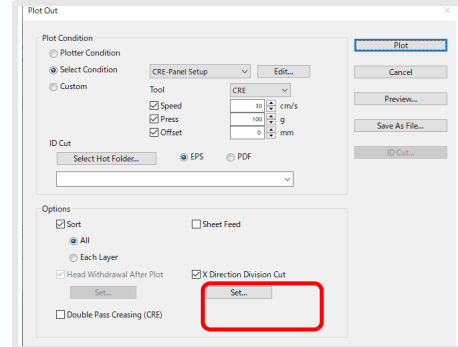 Plot Out
Plot Condition
Plotter Condition
Select Condition
CRE-Panel Setup
Edit...
Custom
Tool
CRE
Speed
30
cm/s
Press
100
g
Offset
0
mm
ID Cut
Select Hot Folder...
EPS
PDF
Plot
Cancel
Preview...
Save As File...
ID Cut...
Options
Sort
Sheet Feed
All
Each Layer
Head Withdrawal After Plot
X Direction Division Cut
Set...
Set...
Double Pass Creasing (CRE)